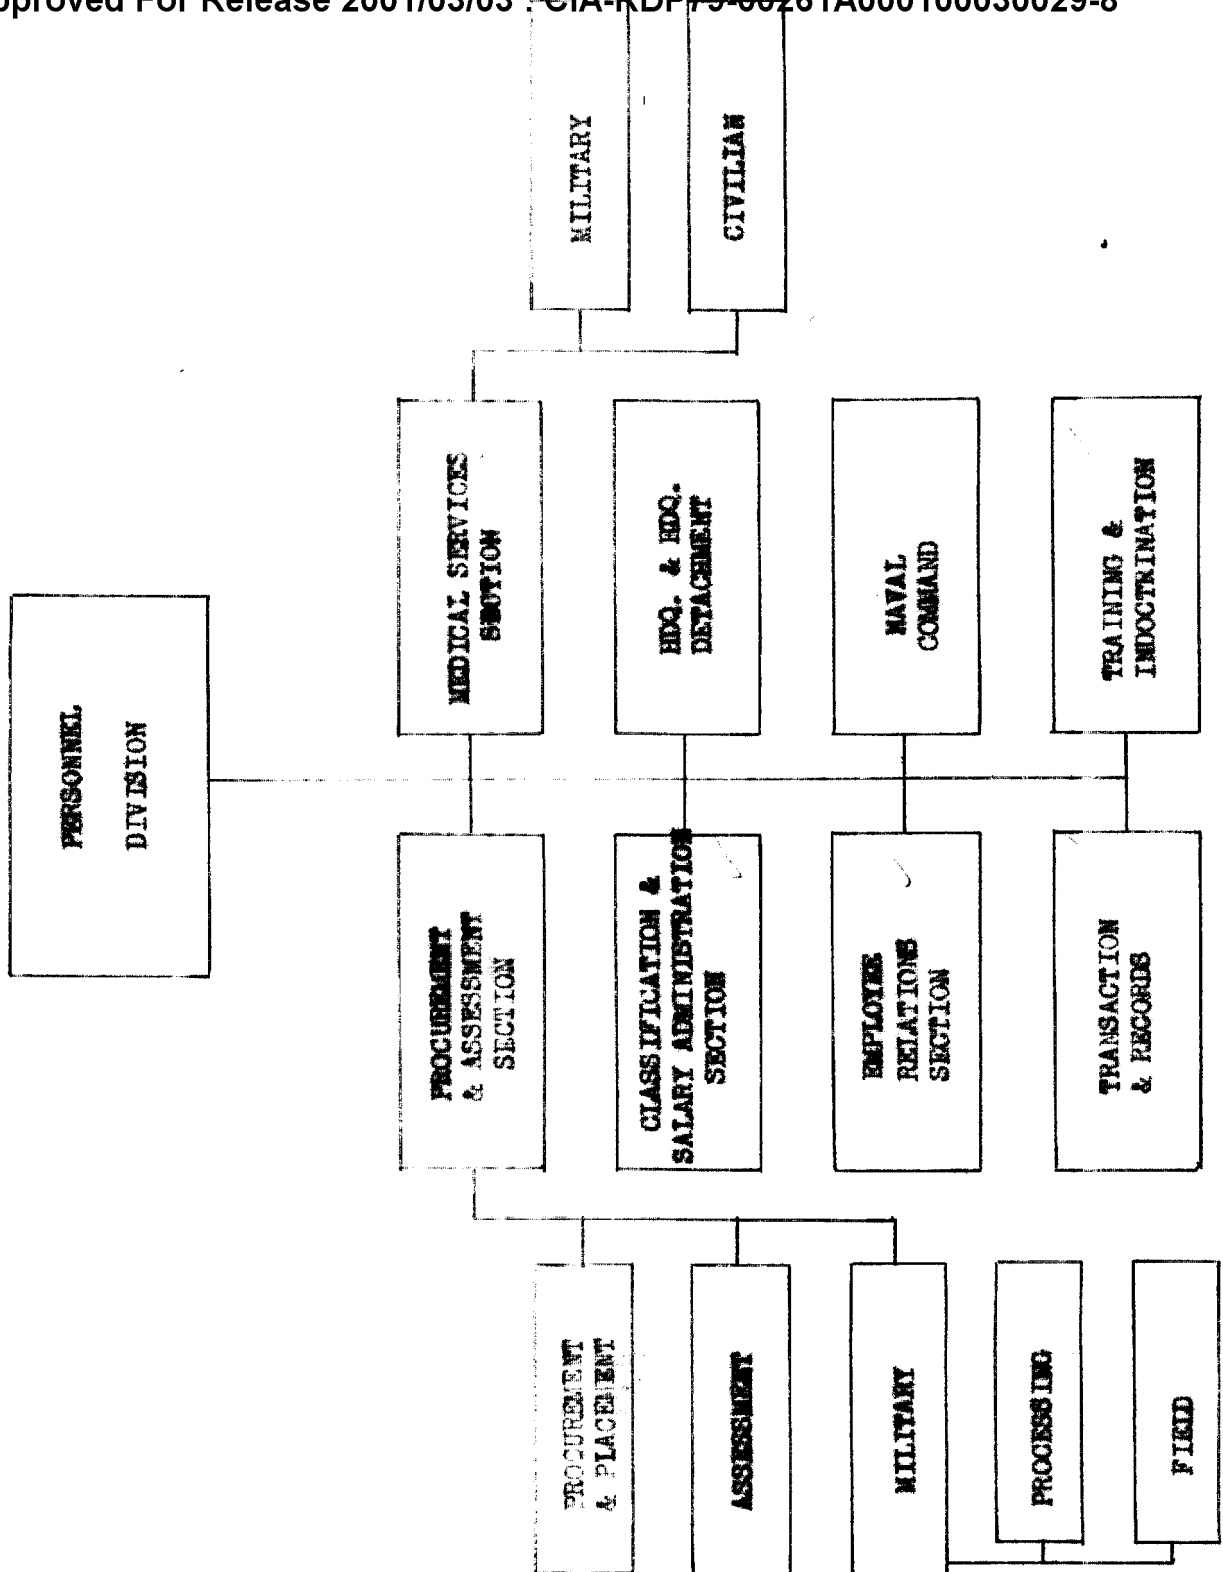 pproved For Release 2001/03/03 : CIA-RDP75-00261A000100030029-8
PERSONNEL
DIVISION
PROCUREMENT
& ASSESSMENT
SECTION
MEDICAL SERVICES
SECTION
CLASSIFICATION &
SALARY ADMINISTRATION
SECTION
HDQ. & HDQ.
DETACHMENT
EMPLOYEE
RELATIONS
SECTION
NAVAL
COMMAND
TRANSACTION
& RECORDS
TRAINING &
INDOCTRINATION
PROCUREMENT
& PLACEMENT
ASSESSMENT
MILITARY
PROCESSING
FIELD
MILITARY
CIVILIAN